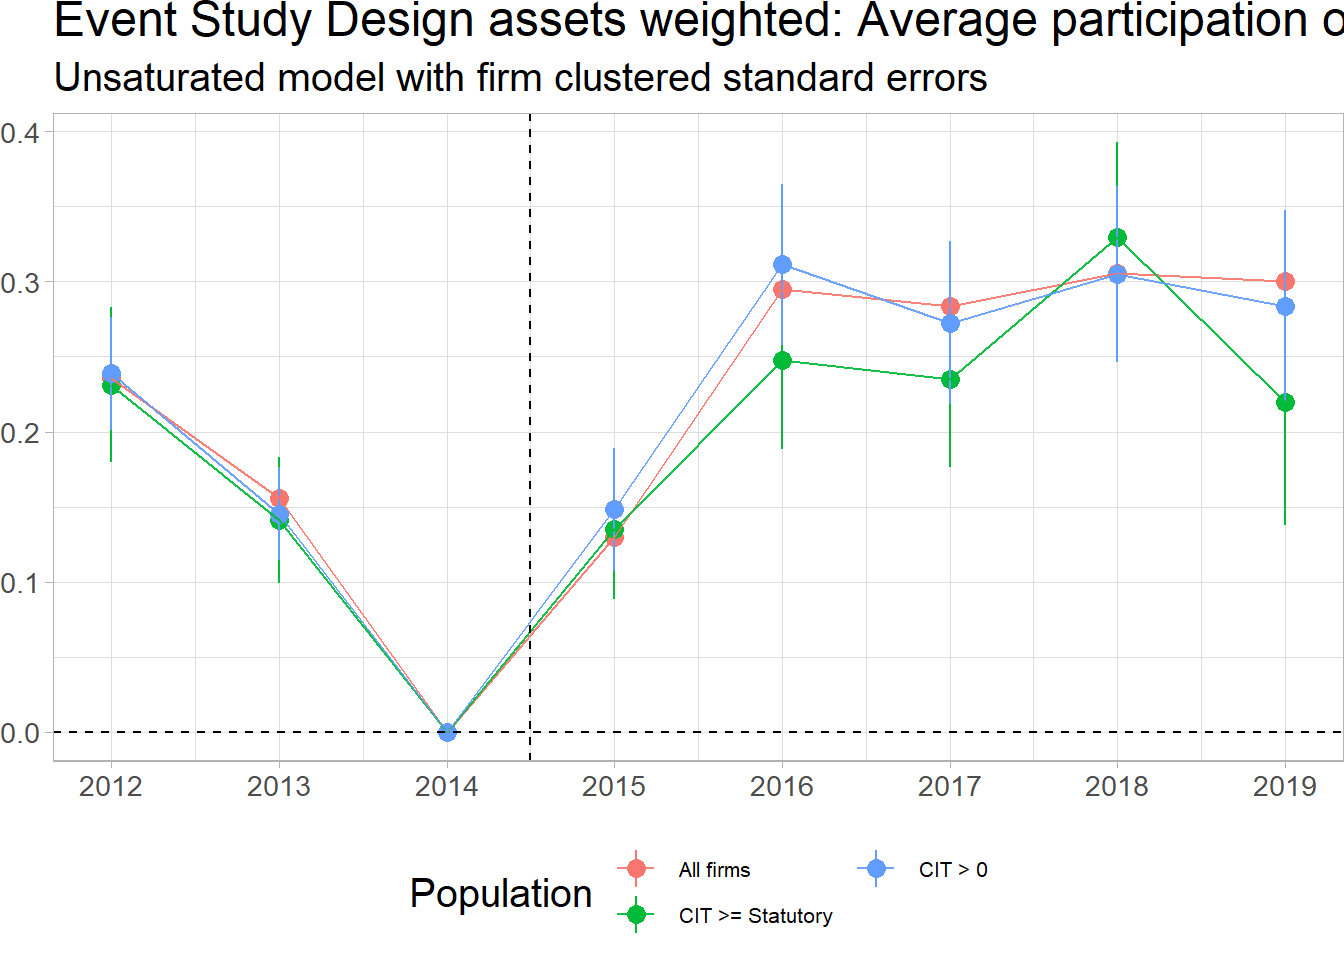 Event Study Design assets weighted: Average participation o
Unsaturated model with firm clustered standard errors
0.4
0.3
0.2
0.1
0.0
2012 2013 2014 2015 2016 2017 2018 2019
Population
All firms
CIT > 0
CIT >= Statutory